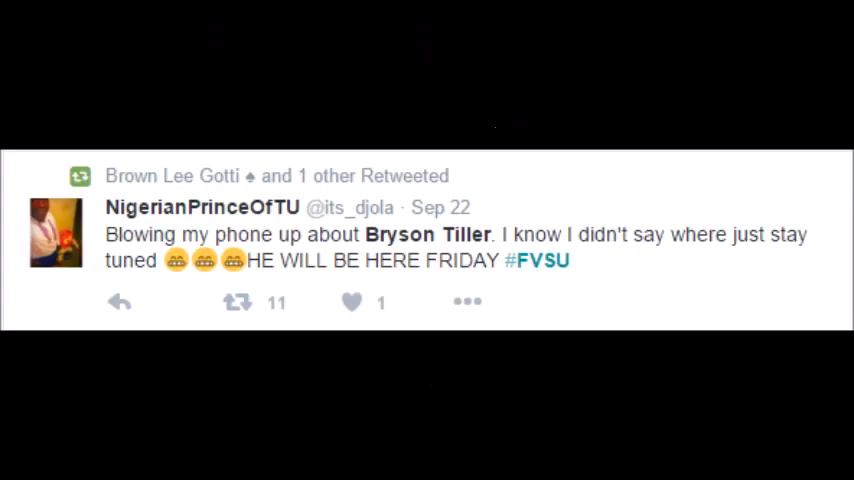 Brown Lee Gotti ♠ and 1 other Retweeted
NigerianPrinceOfTU @its_djola · Sep 22
Blowing my phone up about Bryson Tiller. I know I didn't say where just stay
tuned 😁😁😁HE WILL BE HERE FRIDAY #FVSU
11 1